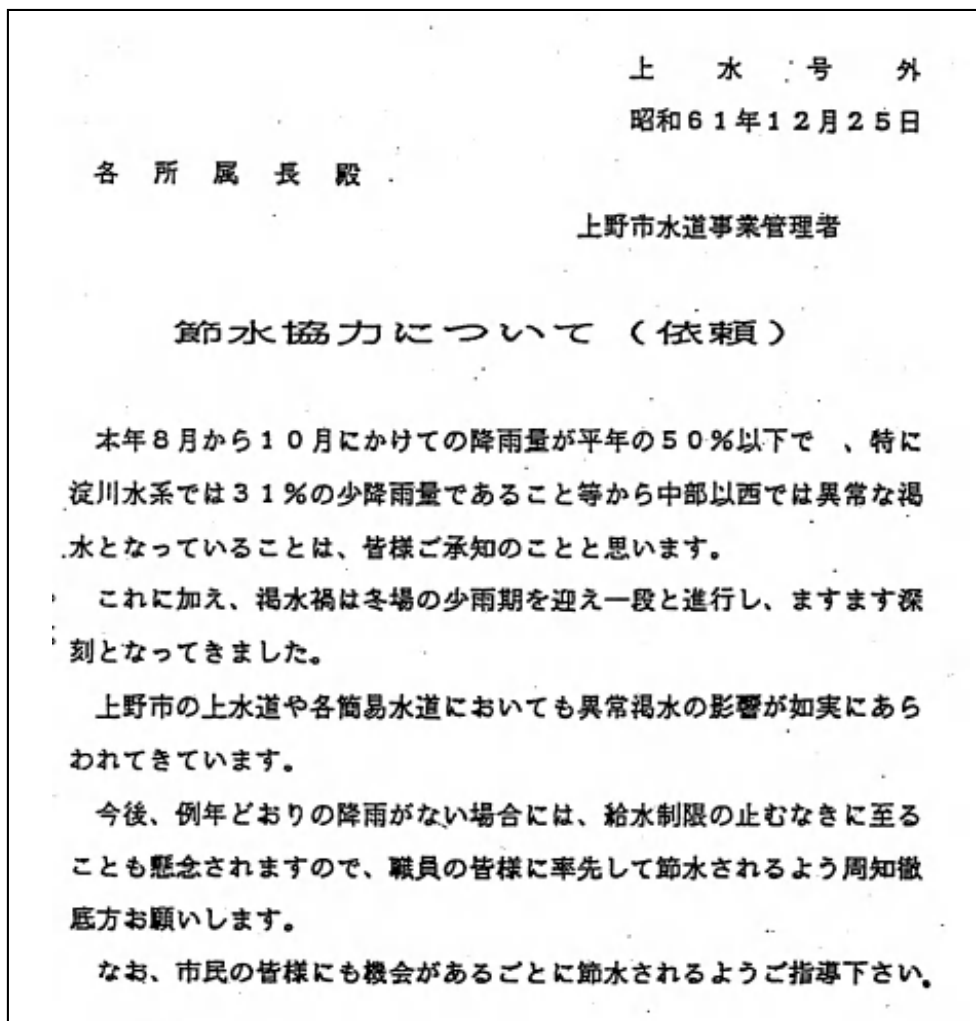 上水号外
昭和61年12月25日
各所属長殿
上野市水道事業管理者
節水協力について（依頼）
本年8月から10月にかけての降雨量が平年の50%以下で 、特に
淀川水系では31%の少降雨量であること等から中部以西では異常な渇
水となっていることは、皆様ご承知のことと思います。
これに加え、渇水禍は冬場の少雨期を迎え一段と進行し、ますます深
刻となってきました。
上野市の上水道や各簡易水道においても異常渇水の影響が如実にあら
われてきています。
今後、例年どおりの降雨がない場合には、給水制限の止むなきに至る
ことも懸念されますので、職員の皆様に率先して節水されるよう周知徹
底方お願いします。
なお、市民の皆様にも機会があるごとに節水されるようご指導下さい。